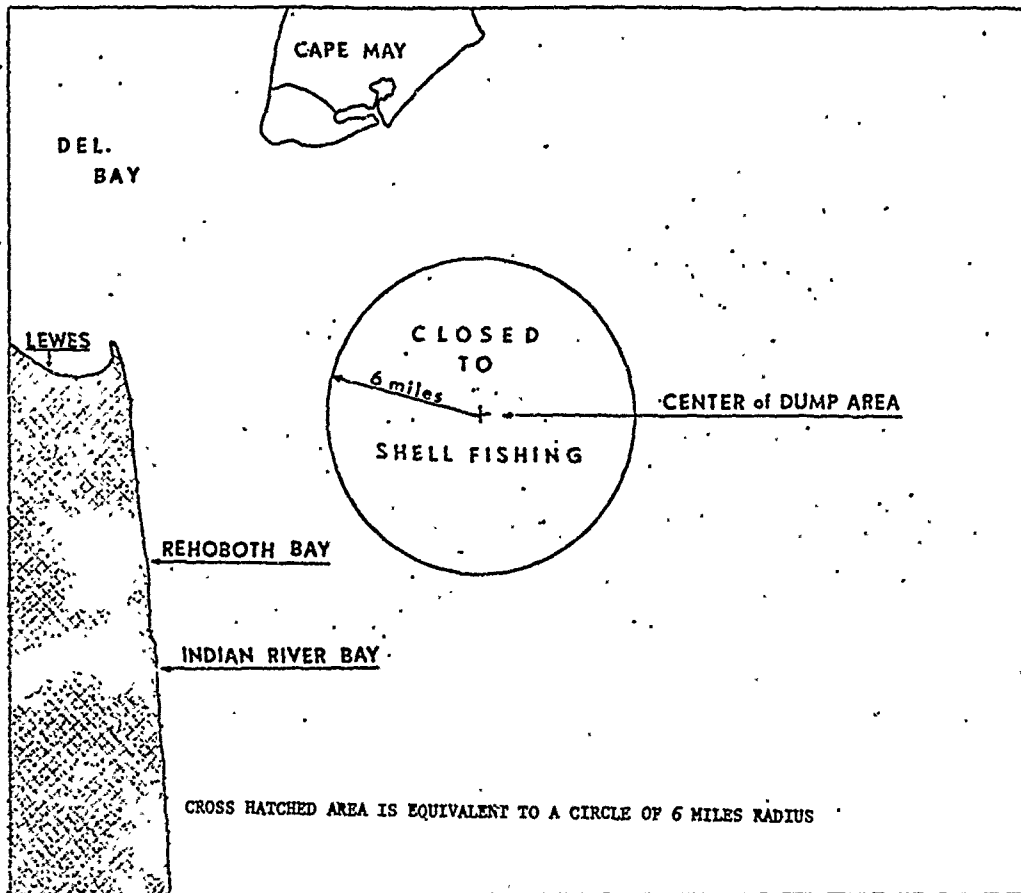 CAPE MAY
DEL.
BAY
LEWES
CLOSED
TO
6 miles
CENTER of DUMP AREA
SHELL FISHING
REHOBOTH BAY
INDIAN RIVER BAY
CROSS HATCHED AREA IS EQUIVALENT TO A CIRCLE OF 6 MILES RADIUS